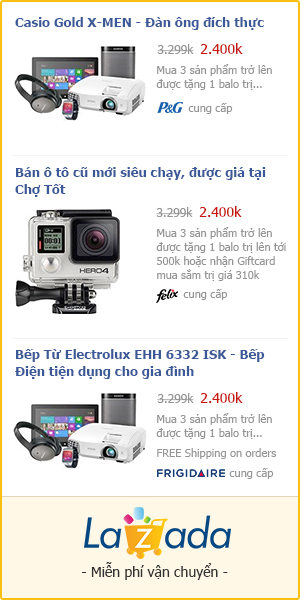 Casio Gold X-MEN - Đàn ông đích thực
3.299k 2.400k
Mua 3 sản phẩm trở lên
được tặng 1 balo trị...
P&G cung cấp
Bán ô tô cũ mới siêu chạy, được giá tại
Chợ Tốt
3.299k 2.400k
Mua 3 sản phẩm trở lên
được tặng 1 balo trị lên tới
500k hoặc nhận Giftcard
mua sắm trị giá 310k
felix cung cấp
HERO4
Bếp Từ Electrolux EHH 6332 ISK - Bếp
Điện tiện dụng cho gia đình
3.299k 2.400k
Mua 3 sản phẩm trở lên
được tặng 1 balo trị...
FREE Shipping on orders
FRIGIDAIRE cung cấp
Lazada
- Miễn phí vận chuyển -